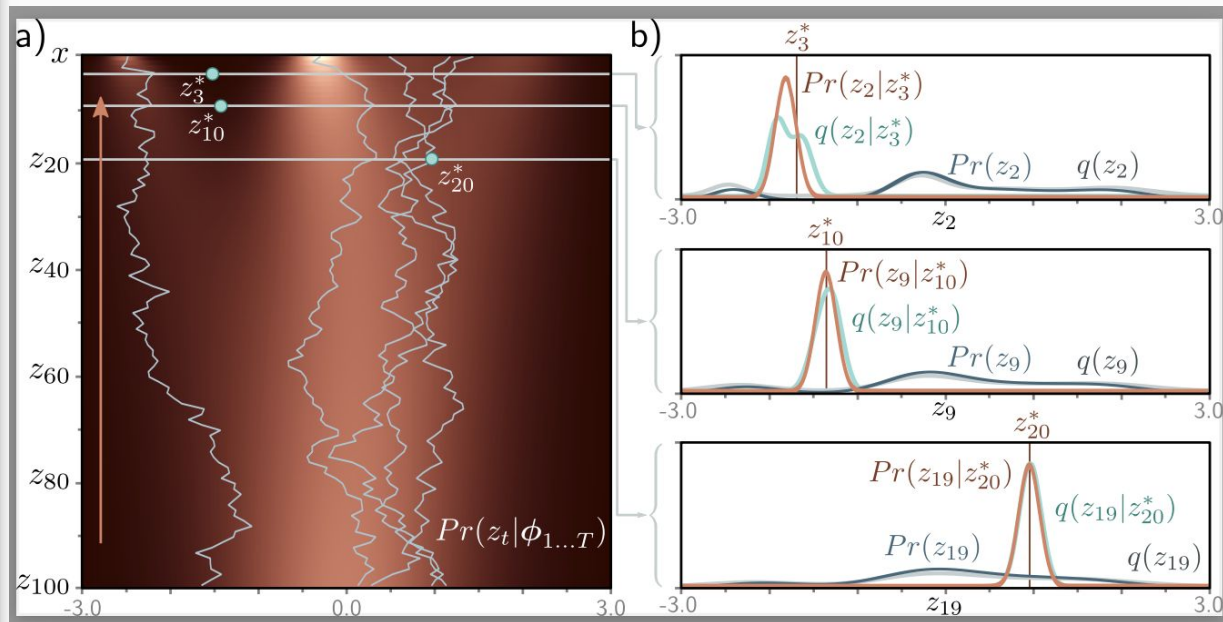 a)
x
z*3
z*10
z20
z*20
z40
z60
z80
Pr(zt|ϕ1...T)
z100
-3.0 0.0 3.0
b)
z*3
Pr(z2|z*3)
q(z2|z*3)
Pr(z2) q(z2)
-3.0 z2 3.0
z*10
Pr(z9|z*10)
q(z9|z*10)
Pr(z9) q(z9)
-3.0 z9 3.0
z*20
Pr(z19|z*20)
q(z19|z*20)
Pr(z19) q(z19)
-3.0 z19 3.0